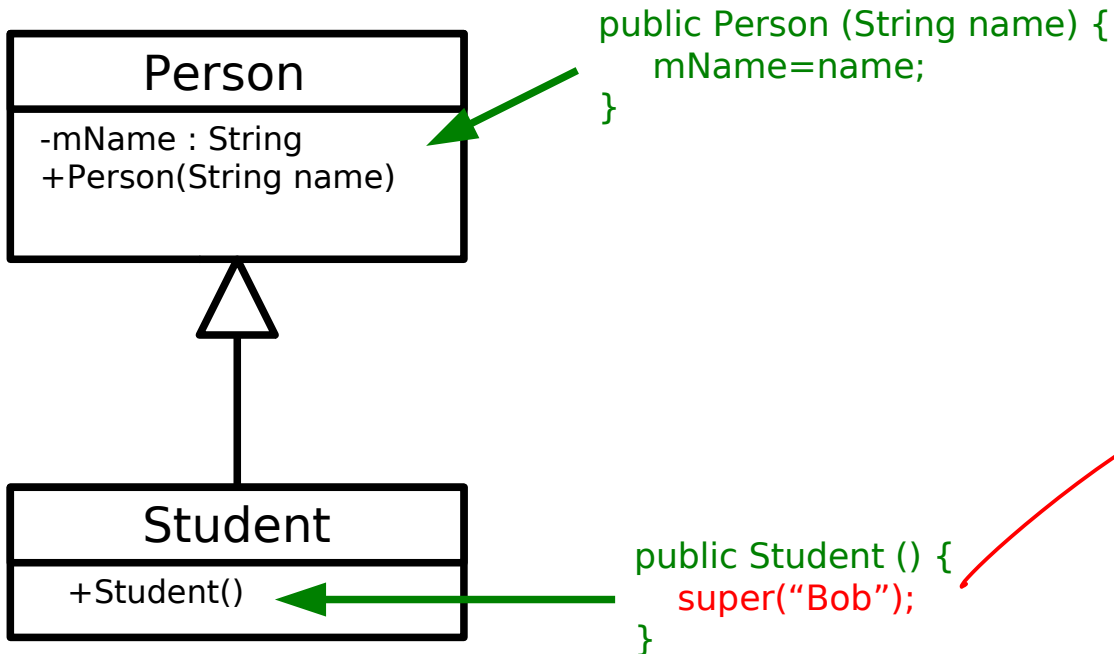 Person
-mName : String
+Person(String name)
public Person (String name) {
mName=name;
}
Student
+Student()
public Student () {
super(“Bob”);
}